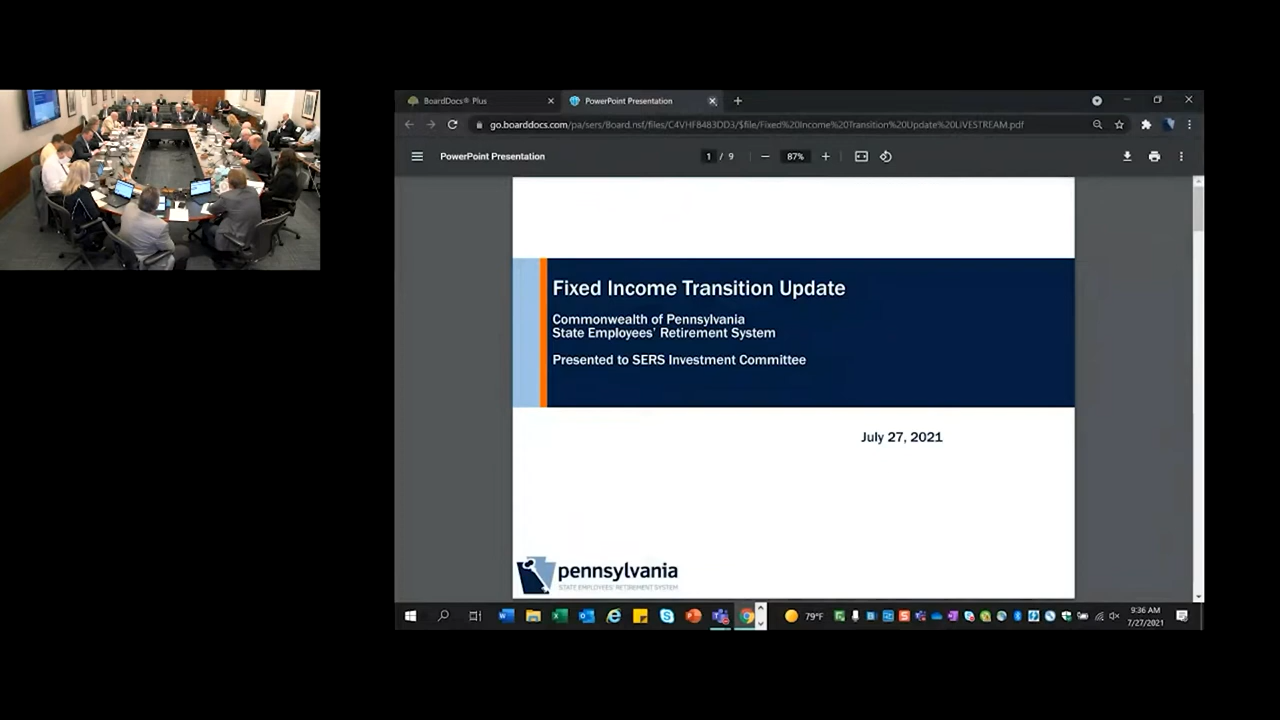 BoardDocs® Plus
PowerPoint Presentation
go.boarddocs.com/pa/sers/Board.nsf/files/C4VHF8483DD3/$file/Fixed%20Income%20Transition%20Update%20LIVESTREAM.pdf
PowerPoint Presentation
1 / 9
87%
Fixed Income Transition Update
Commonwealth of Pennsylvania
State Employees' Retirement System
Presented to SERS Investment Committee
July 27, 2021
pennsylvania
STATE EMPLOYEES' RETIREMENT SYSTEM
79°F
9:36 AM
7/27/2021